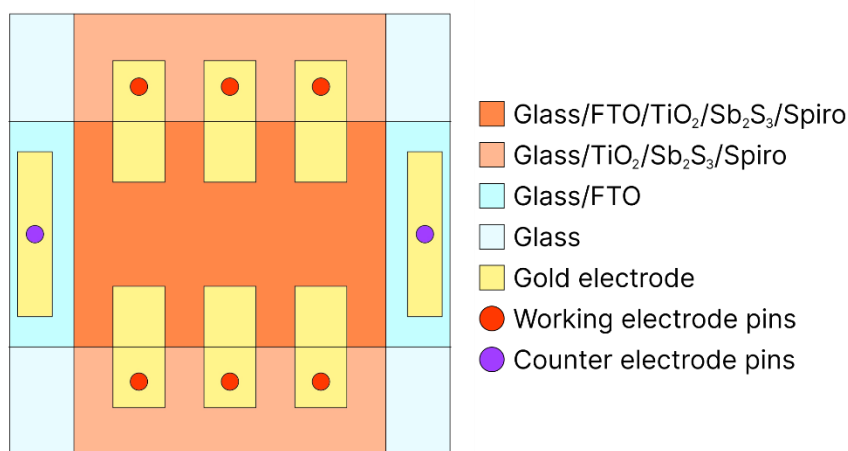 Glass/FTO/TiO₂/Sb₂S₃/Spiro
Glass/TiO₂/Sb₂S₃/Spiro
Glass/FTO
Glass
Gold electrode
Working electrode pins
Counter electrode pins